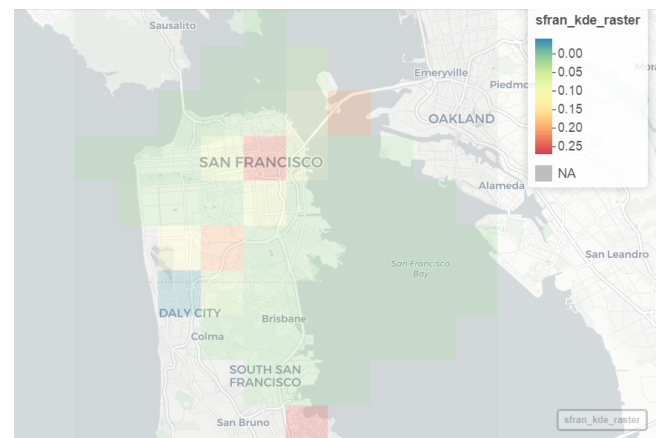 sfran_kde_raster
0.00
0.05
0.10
0.15
0.20
0.25
NA
Sausalito
Emeryville
Piedmo
OAKLAND
SAN FRANCISCO
Alameda
San Francisco
Bay
San Leandro
DALY CITY
Brisbane
Colma
SOUTH SAN
FRANCISCO
San Bruno
sfran_kde_raster